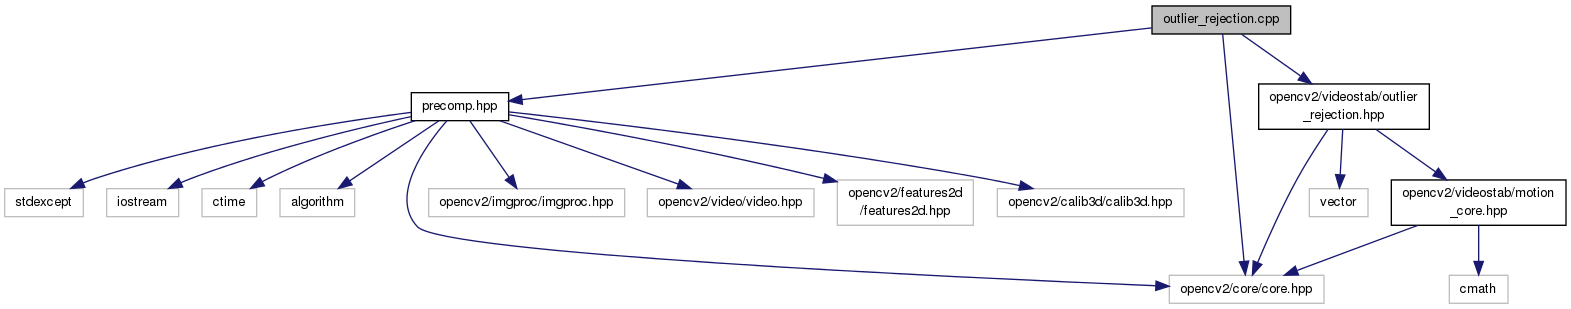 outlier_rejection.cpp
precomp.hpp
opencv2/videostab/outlier
_rejection.hpp
stdexcept
iostream
ctime
algorithm
opencv2/imgproc/imgproc.hpp
opencv2/video/video.hpp
opencv2/features2d
/features2d.hpp
opencv2/calib3d/calib3d.hpp
vector
opencv2/videostab/motion
_core.hpp
opencv2/core/core.hpp
cmath